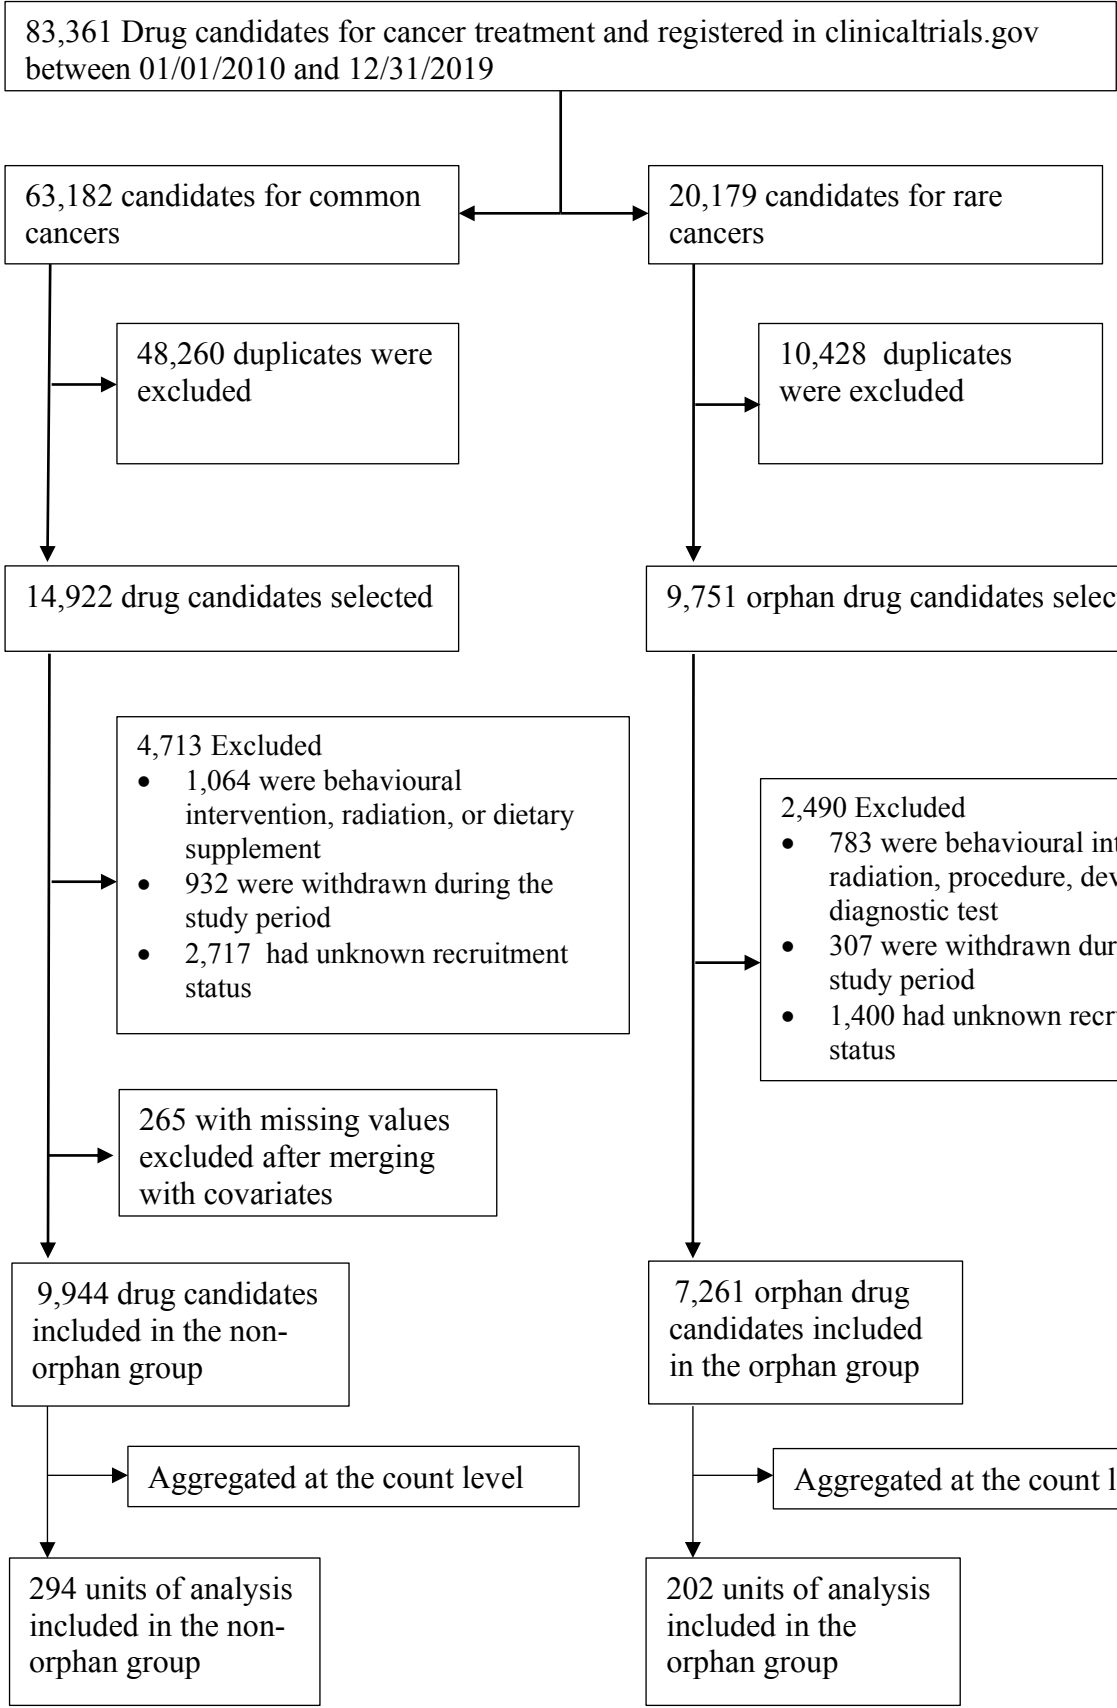 83,361 Drug candidates for cancer treatment and registered in clinicaltrials.gov
between 01/01/2010 and 12/31/2019
63,182 candidates for common
cancers
20,179 candidates for rare
cancers
48,260 duplicates were
excluded
10,428 duplicates
were excluded
14,922 drug candidates selected
9,751 orphan drug candidates selec
4,713 Excluded
• 1,064 were behavioural
intervention, radiation, or dietary
supplement
• 932 were withdrawn during the
study period
• 2,717 had unknown recruitment
status
2,490 Excluded
• 783 were behavioural int
radiation, procedure, dev
diagnostic test
• 307 were withdrawn dur
study period
• 1,400 had unknown recr
status
265 with missing values
excluded after merging
with covariates
9,944 drug candidates
included in the non-
orphan group
7,261 orphan drug
candidates included
in the orphan group
Aggregated at the count level
Aggregated at the count l
294 units of analysis
included in the non-
orphan group
202 units of analysis
included in the
orphan group